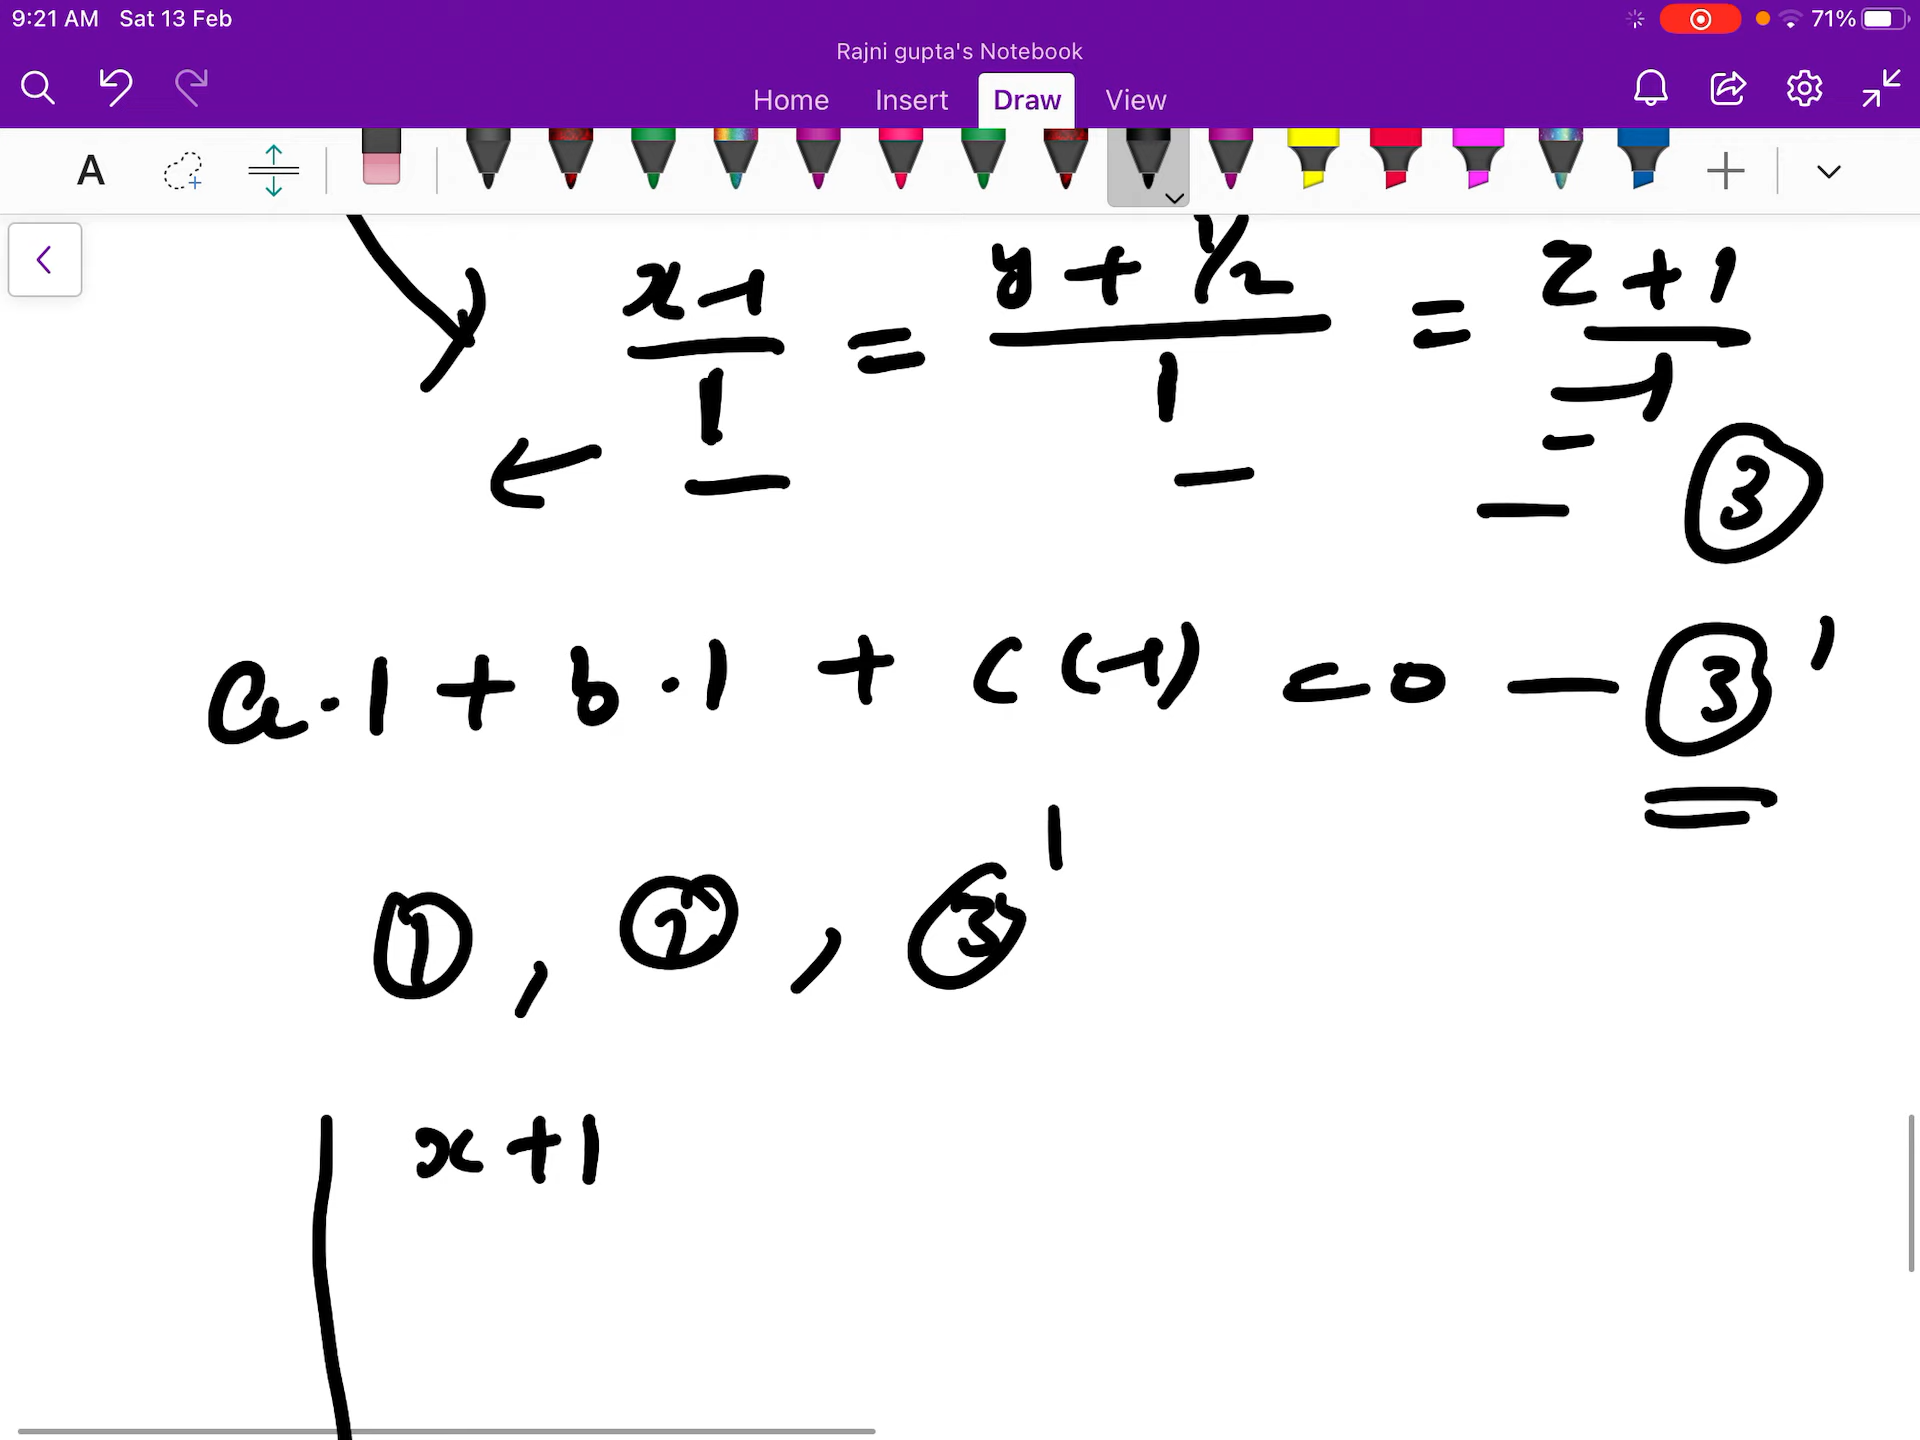 9:21 AM Sat 13 Feb
71%
Rajni gupta's Notebook
Home Insert Draw View
A
x-1 / 1 = y + 1/2 / 1 = z + 1 / -1
← — — — ③
a.1 + b.1 + c(-1) = 0 — ③'
①, ②, ③'
| x+1